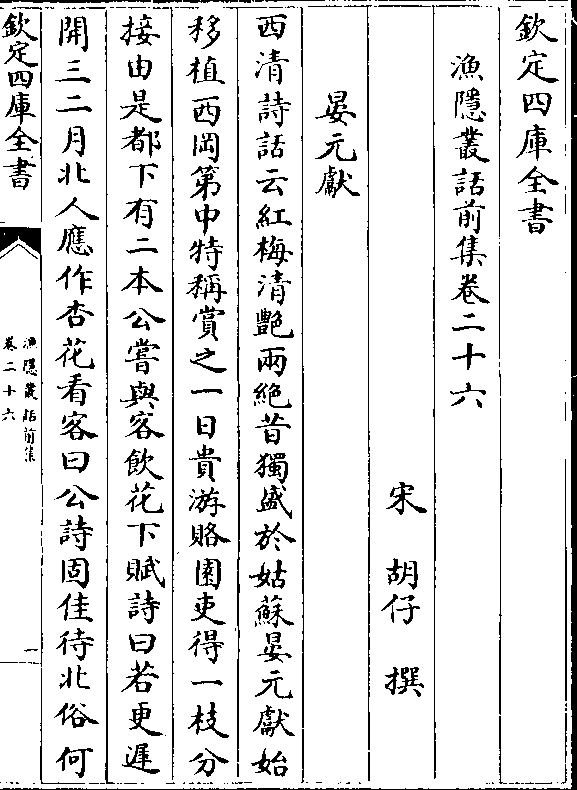 欽定四庫全書
漁隱叢話前集卷二十六
宋 胡仔 撰
晏元獻
西清詩話云紅梅清艷兩絶昔獨盛於姑蘇晏元獻始
移植西岡第中特稱賞之一日貴游賂園吏得一枝分
接由是都下有二本公嘗與客飲花下賦詩曰若更遲
開三二月北人應作杏花看客曰公詩固佳待北俗何
欽定四庫全書
漁隱叢話前集
卷二十六
一